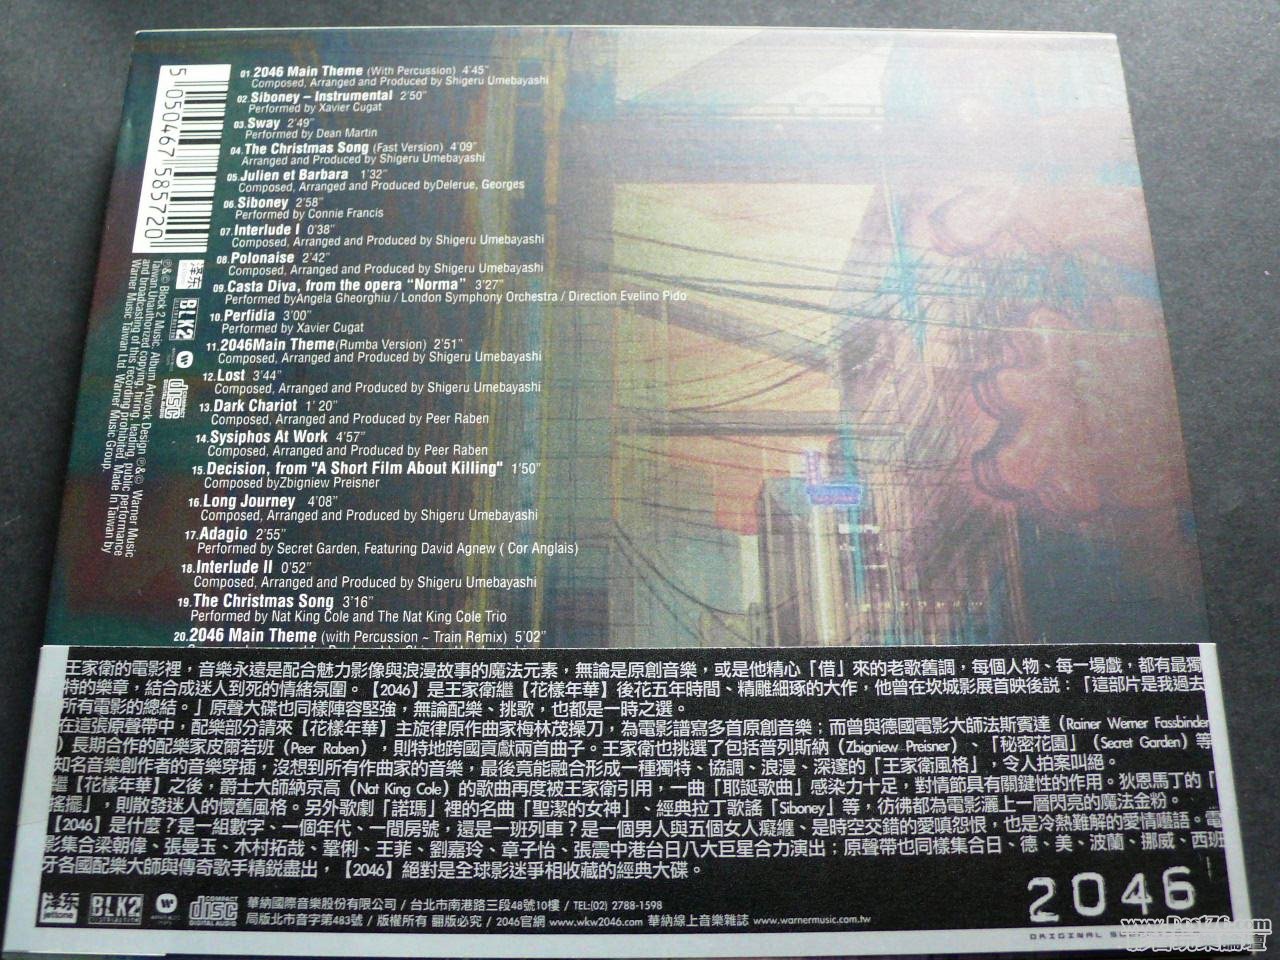 01.2046 Main Theme (With Percussion) 4'45"
Composed, Arranged and Produced by Shigeru Umebayashi
02.Siboney – Instrumental 2'50"
Performed by Xavier Cugat
03.Sway 2'49"
Performed by Dean Martin
04.The Christmas Song (Fast Version) 4'09"
Arranged and Produced by Shigeru Umebayashi
05.Julien et Barbara 1'32"
Composed, Arranged and Produced byDelerue, Georges
06.Siboney 2'58"
Performed by Connie Francis
07.Interlude I 0'38"
Composed, Arranged and Produced by Shigeru Umebayashi
08.Polonaise 2'42"
Composed, Arranged and Produced by Shigeru Umebayashi
09.Casta Diva, from the opera “Norma” 3'27"
Performed byAngela Gheorghiu / London Symphony Orchestra / Direction Evelino Pido
10.Perfidia 3'00"
Performed by Xavier Cugat
11.2046Main Theme(Rumba Version) 2'51"
Composed, Arranged and Produced by Shigeru Umebayashi
12.Lost 3'44"
Composed, Arranged and Produced by Shigeru Umebayashi
13.Dark Chariot 1' 20"
Composed, Arranged and Produced by Peer Raben
14.Sysiphos At Work 4'57"
Composed, Arranged and Produced by Peer Raben
15.Decision, from "A Short Film About Killing" 1'50"
Composed byZbigniew Preisner
16.Long Journey 4'08"
Composed, Arranged and Produced by Shigeru Umebayashi
17.Adagio 2'55"
Performed by Secret Garden, Featuring David Agnew ( Cor Anglais)
18.Interlude II 0'52"
Composed, Arranged and Produced by Shigeru Umebayashi
19.The Christmas Song 3'16"
Performed by Nat King Cole and The Nat King Cole Trio
20.2046 Main Theme (with Percussion ~ Train Remix) 5'02"
5 050467 585720
泽东
BLK2
COMPACT disc DIGITAL AUDIO
℗&© Block 2 Music. Album Artwork Design ℗&© Warner Music
Taiwan.Unauthorized copying, hiring, leading, public performance
and broadcasting of this recording prohibited. Made in Taiwan by
Warner Music Taiwan Ltd. Warner Music Group.
王家衛的電影裡，音樂永遠是配合魅力影像與浪漫故事的魔法元素，無論是原創音樂，或是他精心「借」來的老歌舊調，每個人物、每一場戲，都有最獨
特的樂章，結合成迷人到死的情緒氛圍。【2046】是王家衛繼【花樣年華】後花五年時間、精雕細琢的大作，他曾在坎城影展首映後說：「這部片是我過去
所有電影的總結。」原聲大碟也同樣陣容堅強，無論配樂、挑歌，也都是一時之選。
在這張原聲帶中，配樂部分請來【花樣年華】主旋律原作曲家梅林茂操刀，為電影譜寫多首原創音樂；而曾與德國電影大師法斯賓達（Rainer Werner Fassbinder
）長期合作的配樂家皮爾若班（Peer Raben），則特地跨國貢獻兩首曲子。王家衛也挑選了包括普列斯納（Zbigniew Preisner）、「秘密花園」（Secret Garden）等
知名音樂創作者的音樂穿插，沒想到所有作曲家的音樂，最後竟能融合形成一種獨特、協調、浪漫、深邃的「王家衛風格」，令人拍案叫絕。
繼【花樣年華】之後，爵士大師納京高（Nat King Cole）的歌曲再度被王家衛引用，一曲「耶誕歌曲」感染力十足，對情節具有關鍵性的作用。狄恩馬丁的「
搖擺」，則散發迷人的懷舊風格。另外歌劇「諾瑪」裡的名曲「聖潔的女神」、經典拉丁歌謠「Siboney」等，彷彿都為電影灑上一層閃亮的魔法金粉。
【2046】是什麼？是一組數字、一個年代、一間房號，還是一班列車？是一個男人與五個女人癡纏、是時空交錯的愛嗔怨恨，也是冷熱難解的愛情囈語。電
影集合梁朝偉、張曼玉、木村拓哉、鞏俐、王菲、劉嘉玲、章子怡、張震中港台日八大巨星合力演出；原聲帶也同樣集合日、德、美、波蘭、挪威、西班
牙各國配樂大師與傳奇歌手精銳盡出，【2046】絕對是全球影迷爭相收藏的經典大碟。
泽东 jettone
BLK2
COMPACT disc DIGITAL AUDIO
華納國際音樂股份有限公司 / 台北市南港路三段48號10樓 / TEL:(02) 2788-1598
局版北市音字第483號 / 版權所有 翻版必究 / 2046官網 www.wkw2046.com 華納線上音樂雜誌 www.warnermusic.com.tw
2046
ORIGINAL
www.Post76.com